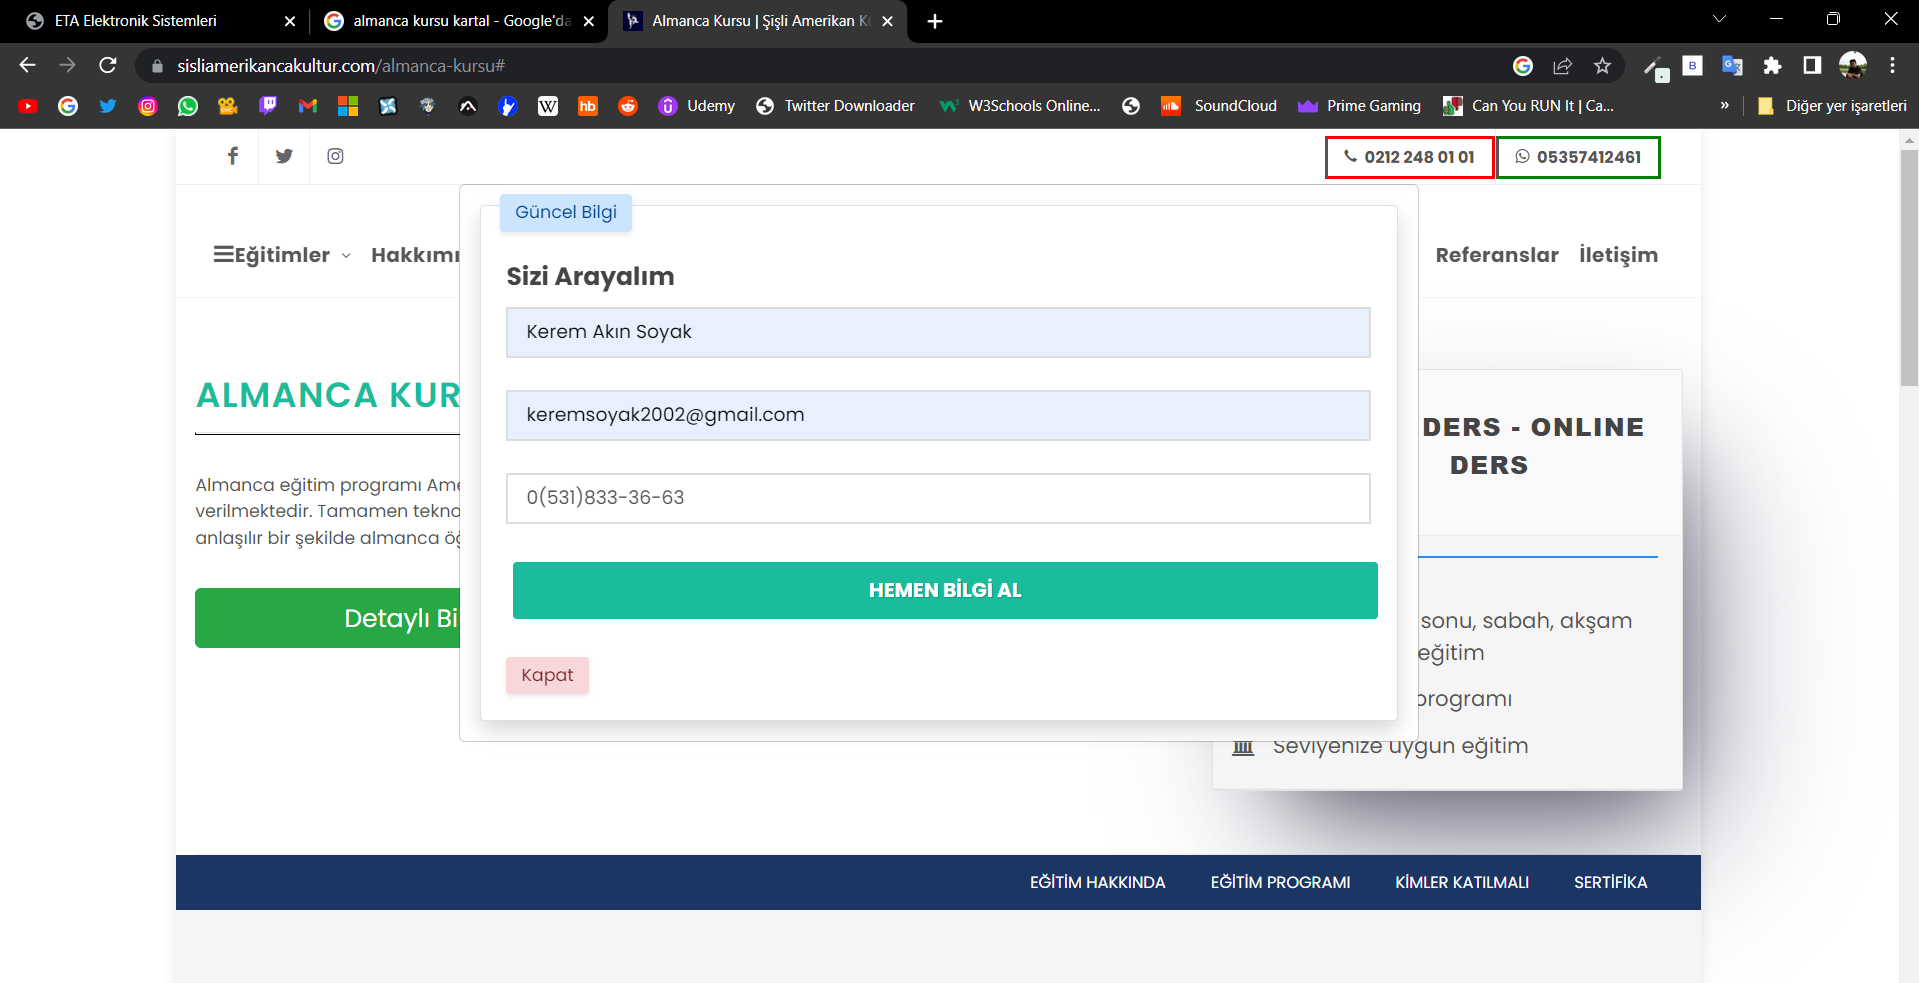 ETA Elektronik Sistemleri
almanca kursu kartal - Google'da
Almanca Kursu | Şişli Amerikan Kü
sisliamerikancakultur.com/almanca-kursu#
Udemy
Twitter Downloader
W3Schools Online...
SoundCloud
Prime Gaming
Can You RUN It | Ca...
Diğer yer işaretleri
0212 248 01 01
05357412461
Eğitimler
Hakkımı
Referanslar
İletişim
Güncel Bilgi
Sizi Arayalım
Kerem Akın Soyak
keremsoyak2002@gmail.com
0(531)833-36-63
HEMEN BİLGİ AL
Kapat
ALMANCA KUR
Almanca eğitim programı Ame
verilmektedir. Tamamen tekno
anlaşılır bir şekilde almanca öğ
Detaylı Bi
DERS - ONLINE
DERS
sonu, sabah, akşam
eğitim
programı
Seviyenize uygun eğitim
EĞİTİM HAKKINDA
EĞİTİM PROGRAMI
KİMLER KATILMALI
SERTİFİKA